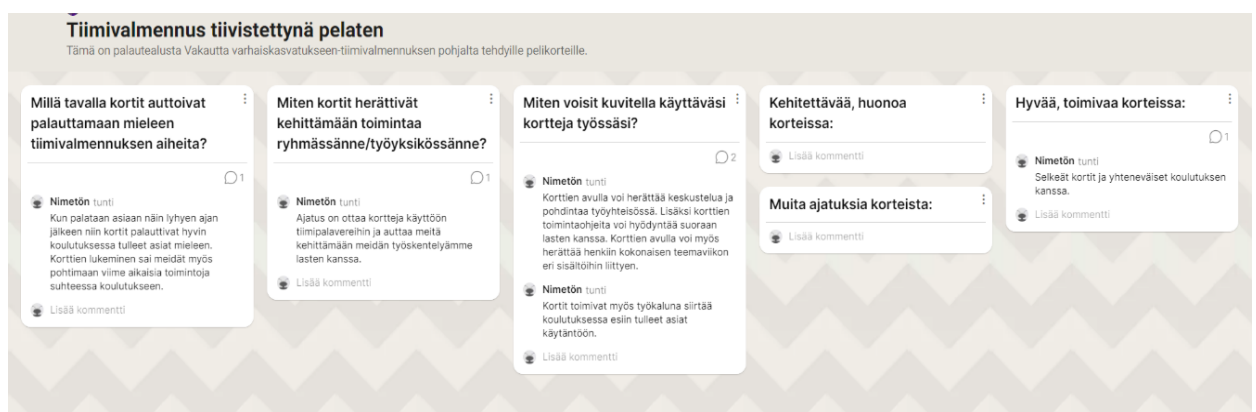 Tiimivalmennus tiivistettynä pelaten
Tämä on palautealusta Vakautta varhaiskasvatukseen-tiimivalmennuksen pohjalta tehdyille pelikorteille.
Millä tavalla kortit auttoivat
palauttamaan mieleen
tiimivalmennuksen aiheita?
1
Nimetön tunti
Kun palataan asiaan näin lyhyen ajan
jälkeen niin kortit palauttivat hyvin
koulutuksessa tulleet asiat mieleen.
Korttien lukeminen sai meidät myös
pohtimaan viime aikaisia toimintoja
suhteessa koulutukseen.
Lisää kommentti
Miten kortit herättivät
kehittämään toimintaa
ryhmässänne/työyksikössänne?
1
Nimetön tunti
Ajatus on ottaa kortteja käyttöön
tiimipalavereihin ja auttaa meitä
kehittämään meidän työskentelyämme
lasten kanssa.
Lisää kommentti
Miten voisit kuvitella käyttäväsi
kortteja työssäsi?
2
Nimetön tunti
Korttien avulla voi herättää keskustelua ja
pohdintaa työyhteisössä. Lisäksi korttien
toimintaohjeita voi hyödyntää suoraan
lasten kanssa. Korttien avulla voi myös
herättää henkiin kokonaisen teemaviikon
eri sisältöihin liittyen.
Nimetön tunti
Kortit toimivat myös työkaluna siirtää
koulutuksessa esiin tulleet asiat
käytäntöön.
Lisää kommentti
Kehitettävää, huonoa
korteissa:
Lisää kommentti
Muita ajatuksia korteista:
Lisää kommentti
Hyvää, toimivaa korteissa:
1
Nimetön tunti
Selkeät kortit ja yhteneväiset koulutuksen
kanssa.
Lisää kommentti